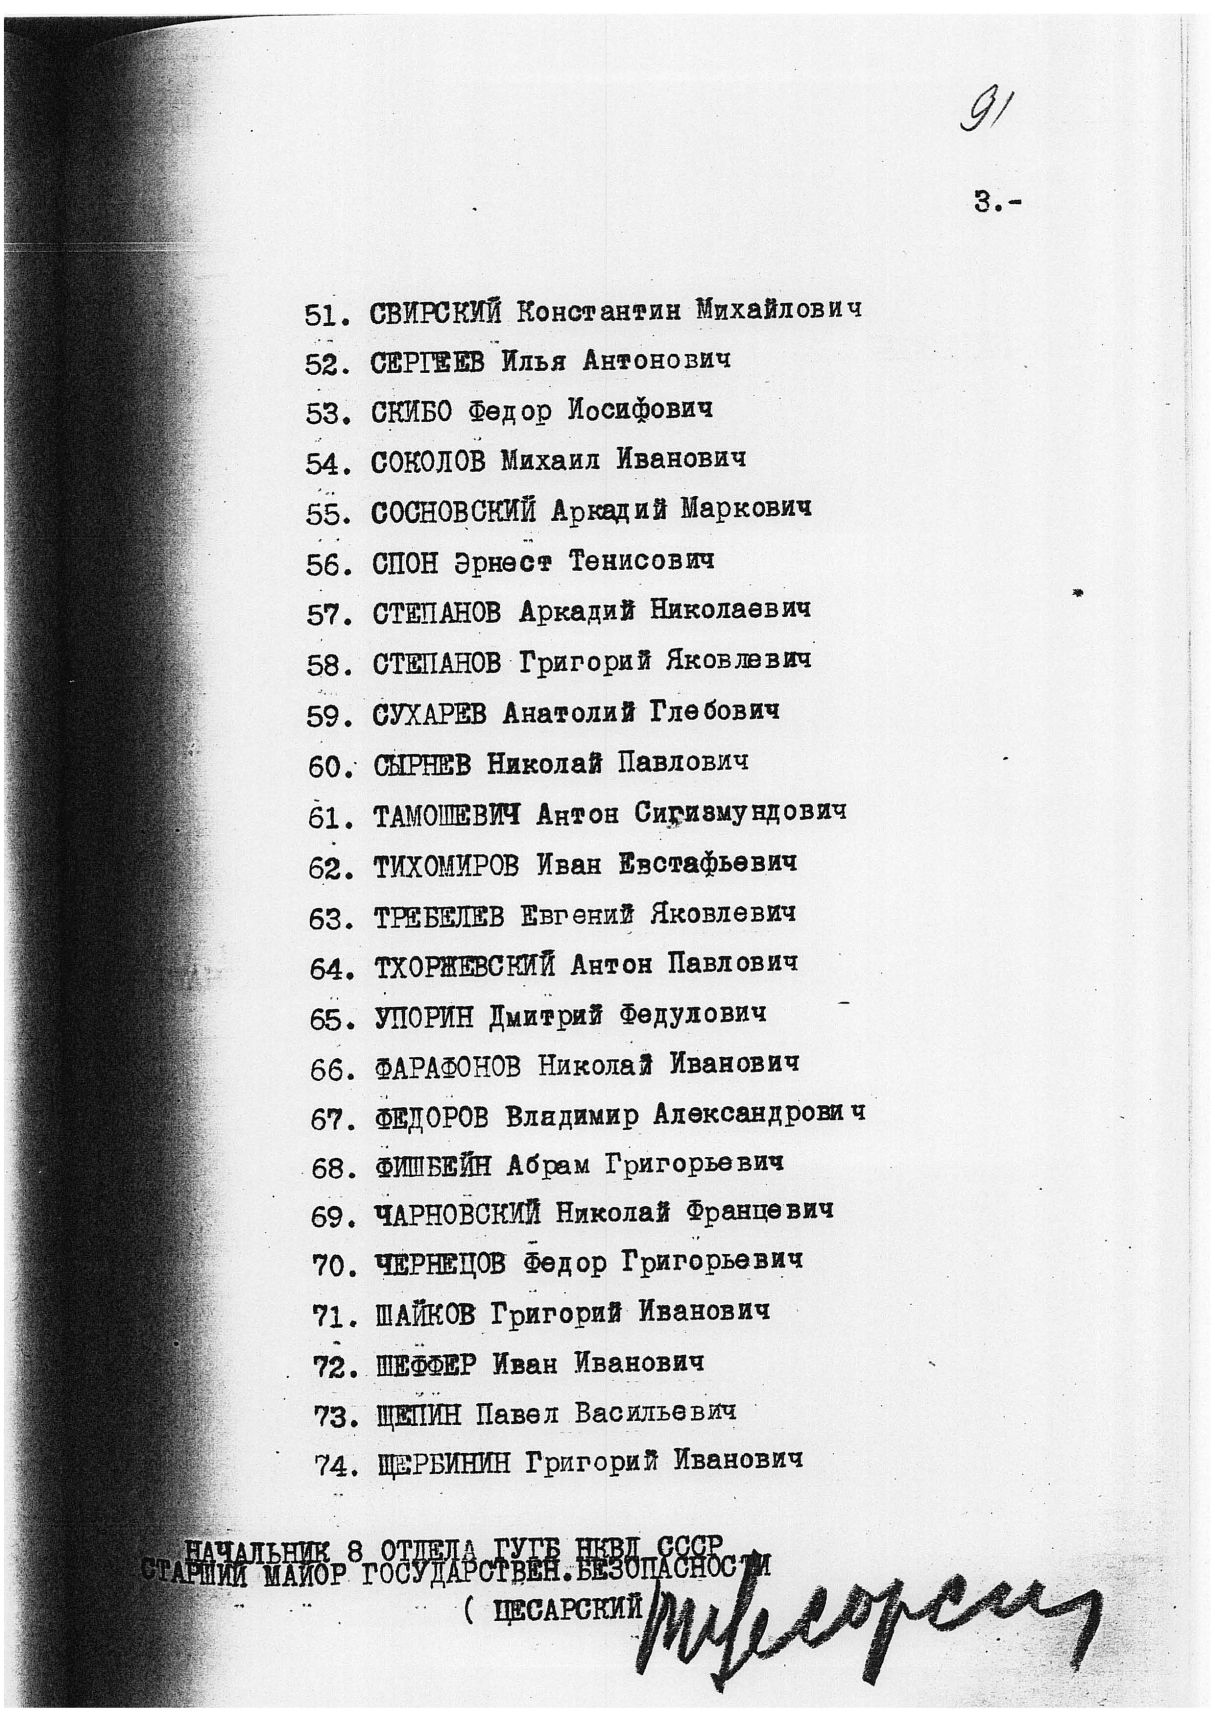 91
3.-
51. СВИРСКИЙ Константин Михайлович
52. СЕРГЕЕВ Илья Антонович
53. СКИБО Федор Иосифович
54. СОКОЛОВ Михаил Иванович
55. СОСНОВСКИЙ Аркадий Маркович
56. СПОН Эрнест Тенисович
57. СТЕПАНОВ Аркадий Николаевич
58. СТЕПАНОВ Григорий Яковлевич
59. СУХАРЕВ Анатолий Глебович
60. СЫРНЕВ Николай Павлович
61. ТАМОШЕВИЧ Антон Сигизмундович
62. ТИХОМИРОВ Иван Евстафьевич
63. ТРЕБЕЛЕВ Евгений Яковлевич
64. ТХОРЖЕВСКИЙ Антон Павлович
65. УПОРИН Дмитрий Федулович
66. ФАРАФОНОВ Николай Иванович
67. ФЕДОРОВ Владимир Александрович
68. ФИШБЕЙН Абрам Григорьевич
69. ЧАРНОВСКИЙ Николай Францевич
70. ЧЕРНЕЦОВ Федор Григорьевич
71. ШАЙКОВ Григорий Иванович
72. ШЕФФЕР Иван Иванович
73. ЩЕПИН Павел Васильевич
74. ЩЕРБИНИН Григорий Иванович
НАЧАЛЬНИК 8 ОТДЕЛА ГУГБ НКВД СССР
СТАРШИЙ МАЙОР ГОСУДАРСТВЕН.БЕЗОПАСНОСТИ
( ЦЕСАРСКИЙ